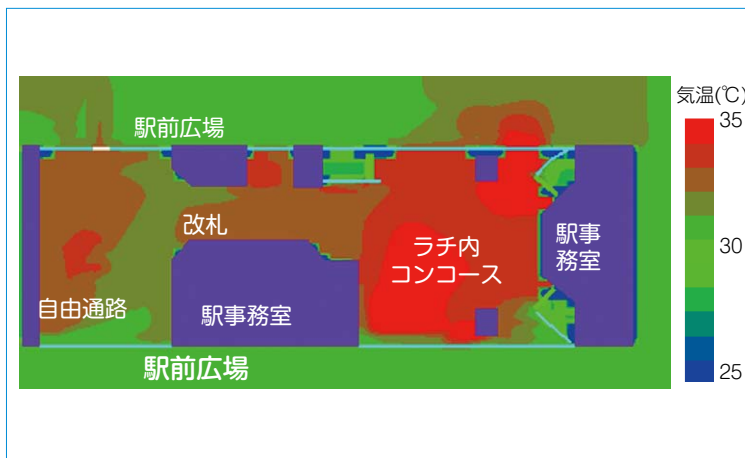 気温(℃)
35
30
25
駅前広場
改札
ラチ内
コンコース
駅事
務室
自由通路
駅事務室
駅前広場